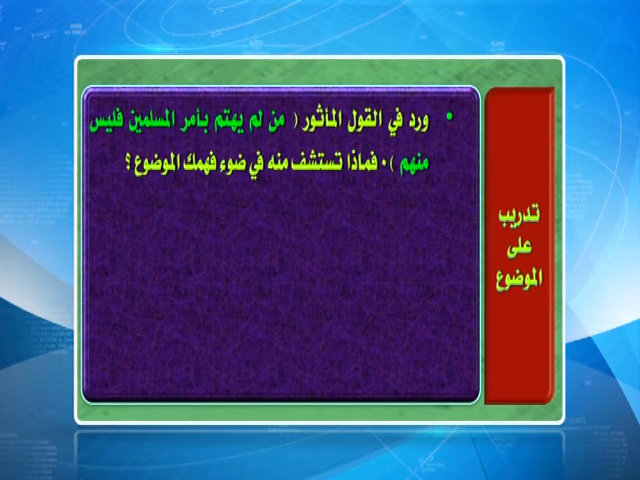 تدريب
على
الموضوع
• ورد في القول المأثور ( من لم يهتم بأمر المسلمين فليس
منهم )٠ فماذا تستشف منه في ضوء فهمك الموضوع ؟